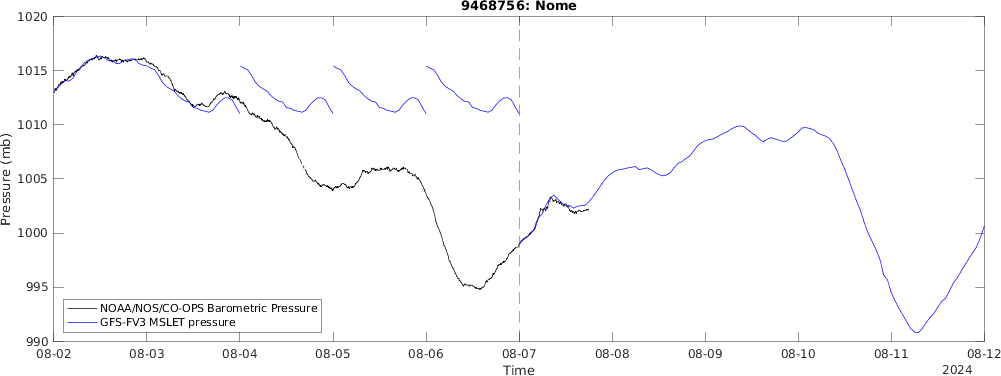 9468756: Nome
1020
1015
1010
1005
1000
995
990
Pressure (mb)
NOAA/NOS/CO-OPS Barometric Pressure
GFS-FV3 MSLET pressure
08-02 08-03 08-04 08-05 08-06 08-07 08-08 08-09 08-10 08-11 08-12
Time
2024